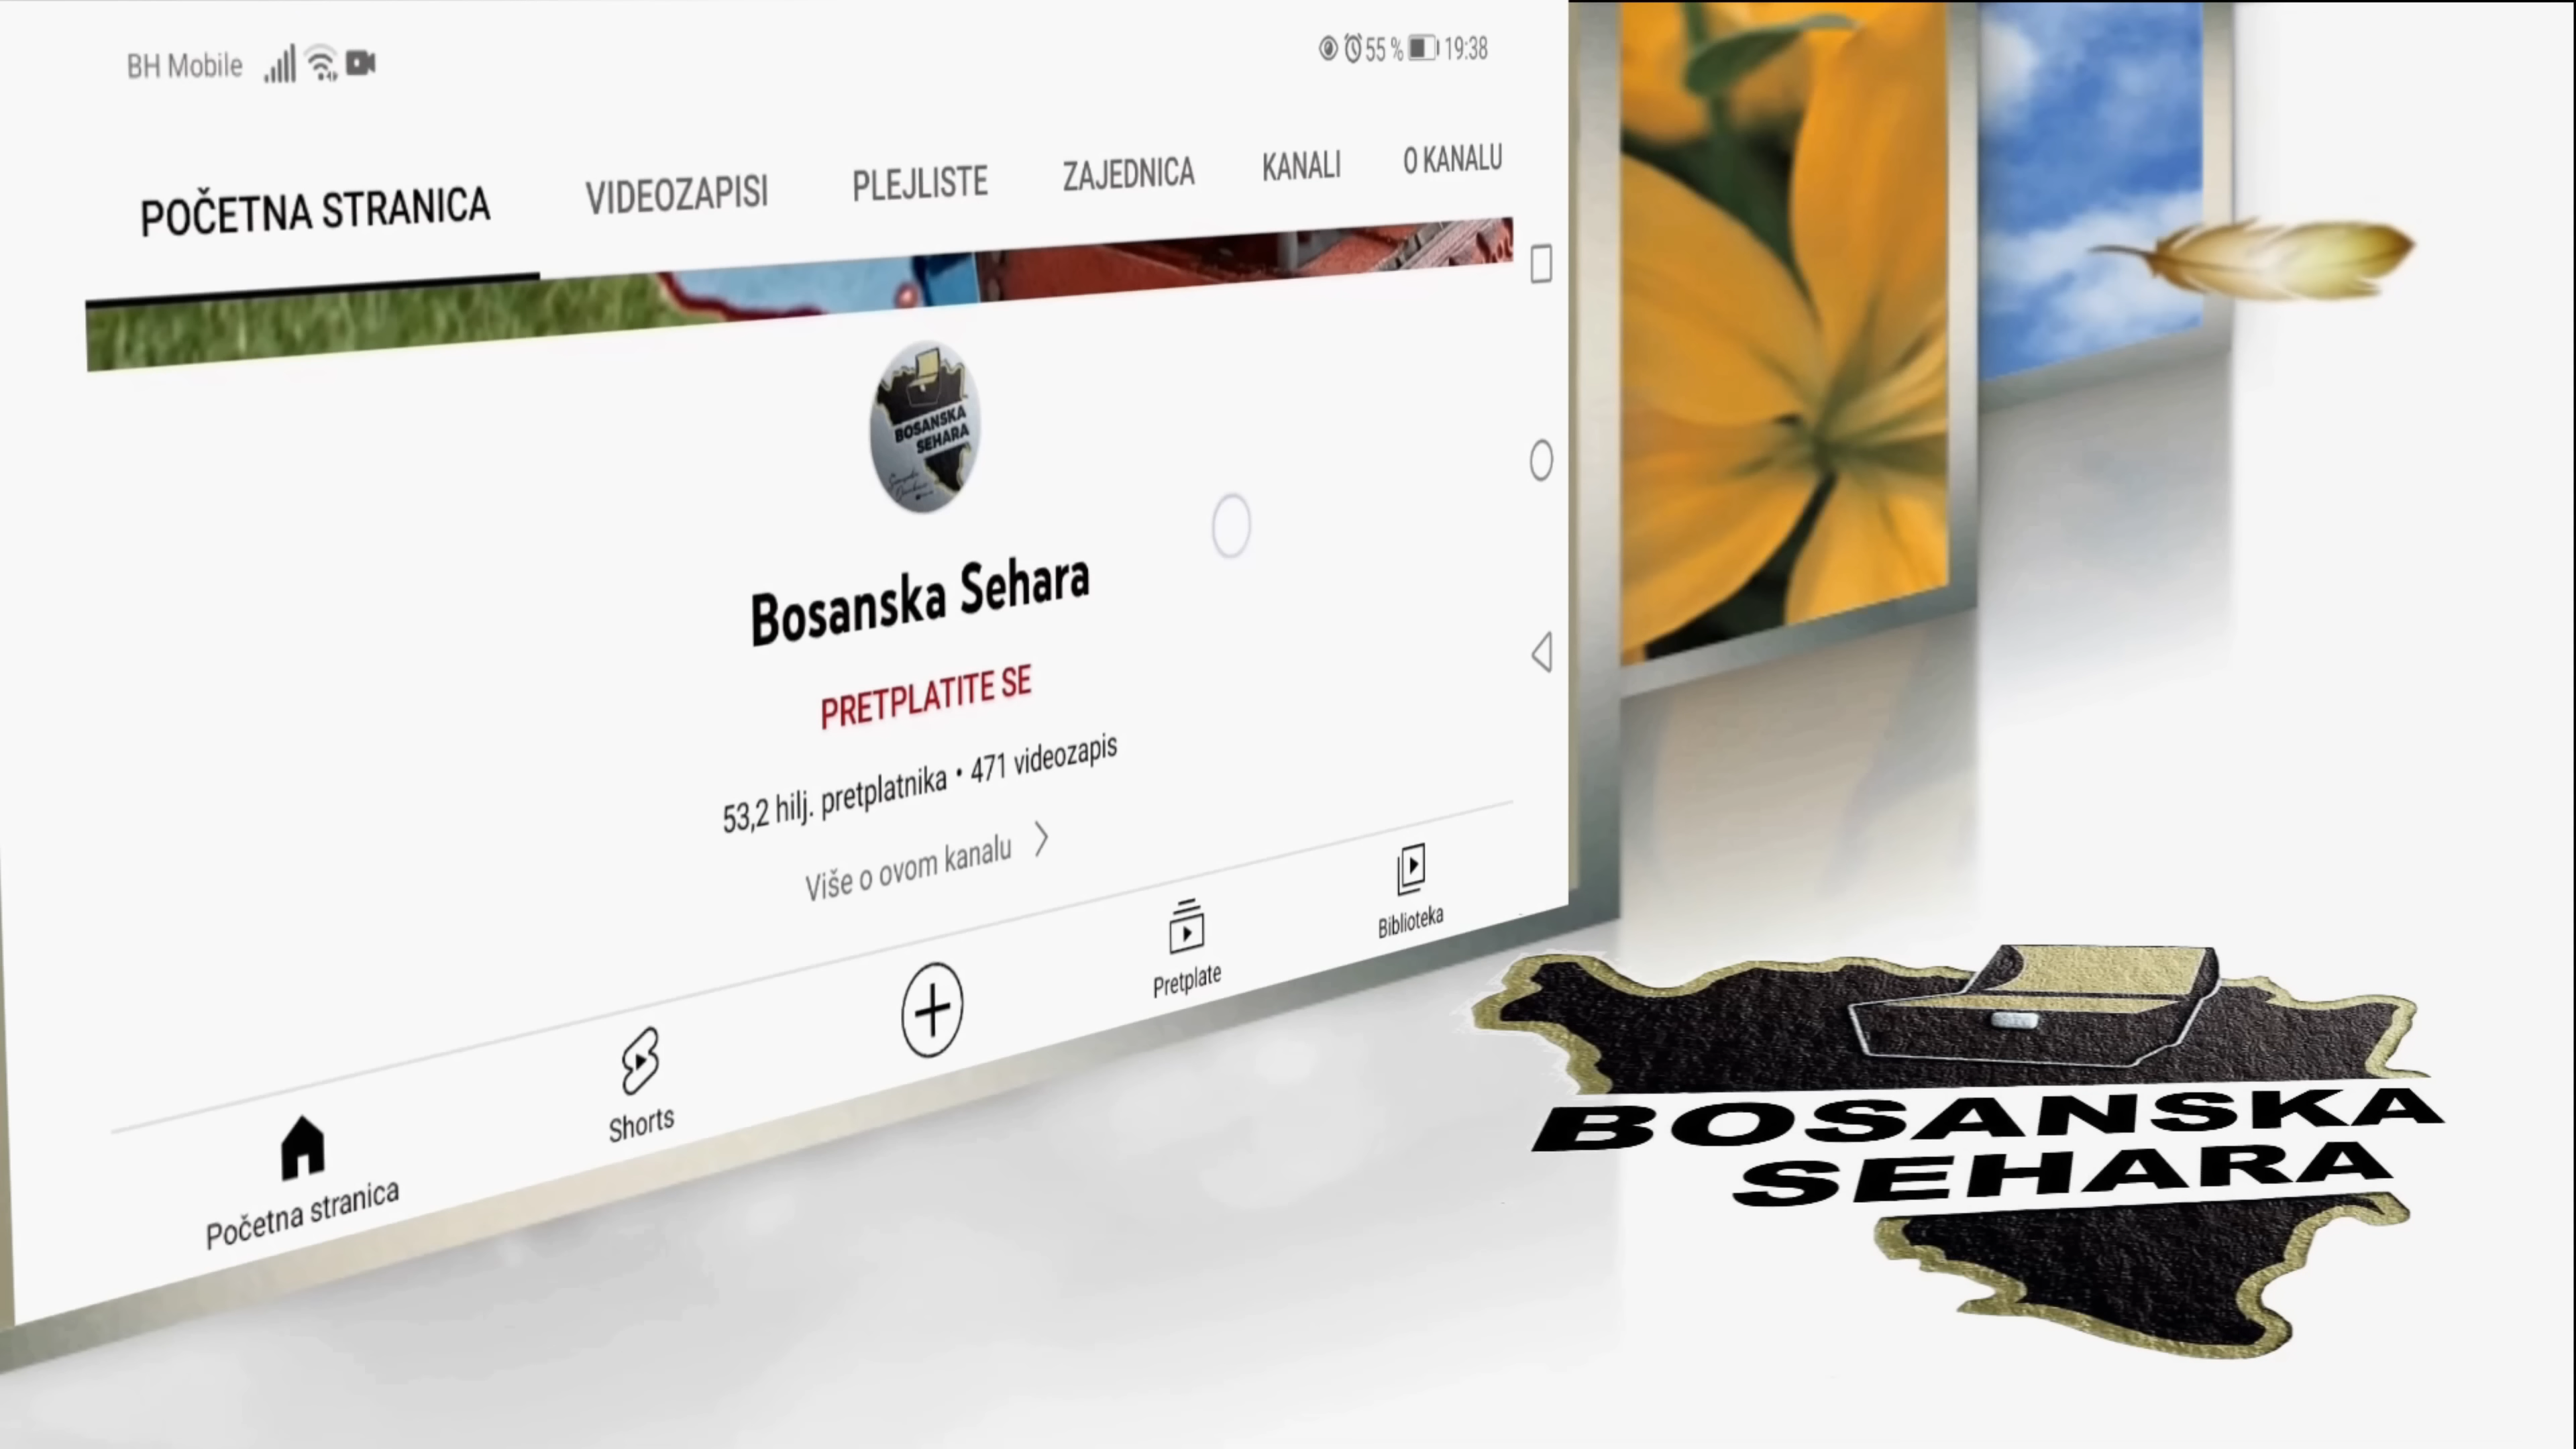 BH Mobile
55 % 19:38
POČETNA STRANICA VIDEOZAPISI PLEJLISTE ZAJEDNICA KANALI O KANALU
BOSANSKA
SEHARA
Bosanska Sehara
PRETPLATITE SE
53,2 hilj. pretplatnika • 471 videozapis
Više o ovom kanalu
Početna stranica
Shorts
Pretplate
Biblioteka
BOSANSKA
SEHARA